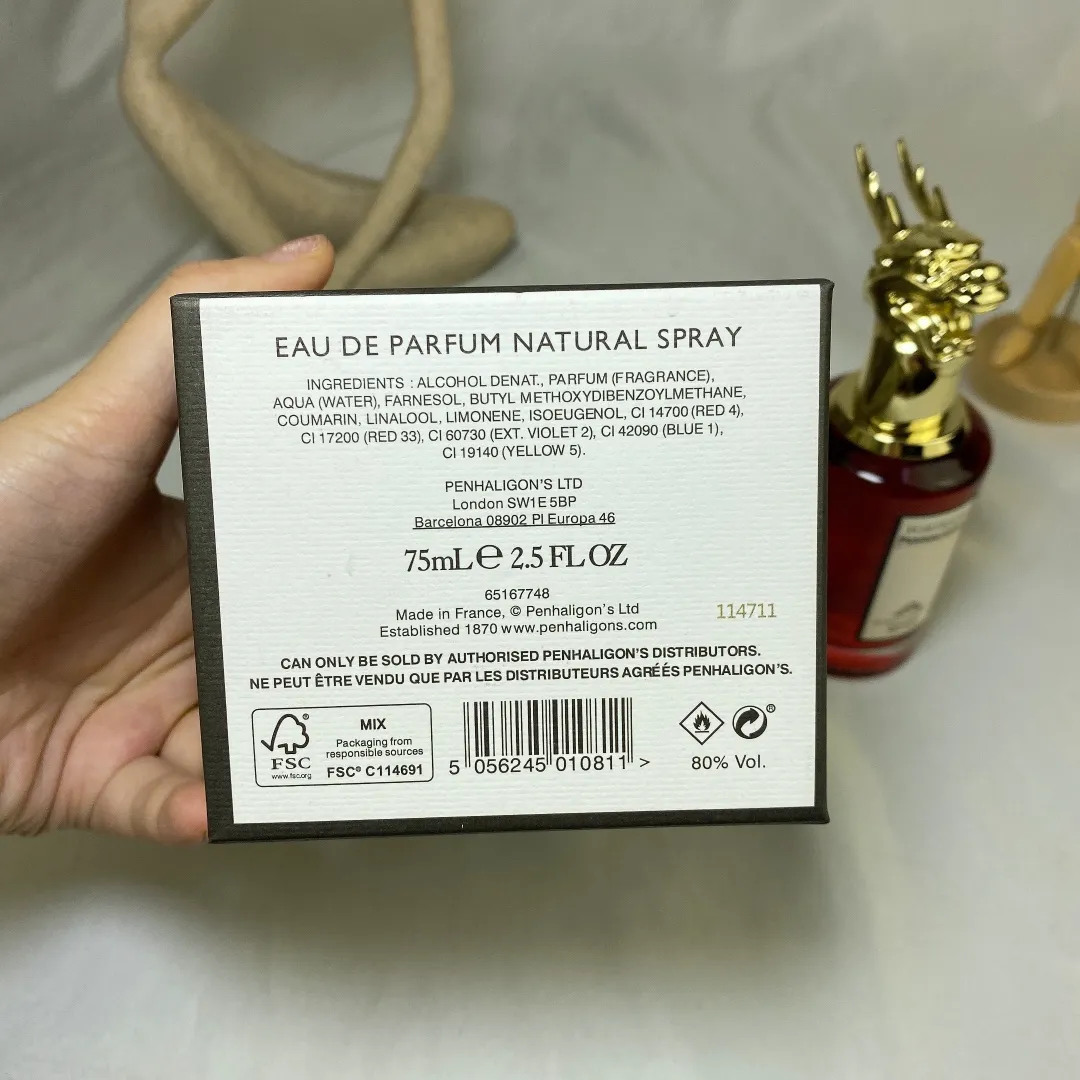 EAU DE PARFUM NATURAL SPRAY
INGREDIENTS : ALCOHOL DENAT., PARFUM (FRAGRANCE),
AQUA (WATER), FARNESOL, BUTYL METHOXYDIBENZOYLMETHANE,
COUMARIN, LINALOOL, LIMONENE, ISOEUGENOL, CI 14700 (RED 4),
CI 17200 (RED 33), CI 60730 (EXT. VIOLET 2), CI 42090 (BLUE 1),
CI 19140 (YELLOW 5).
PENHALIGON'S LTD
London SW1E 5BP
Barcelona 08902 Pl Europa 46
75mL ℮ 2.5 FL OZ
65167748
Made in France, © Penhaligon's Ltd
114711
Established 1870 www.penhaligons.com
CAN ONLY BE SOLD BY AUTHORISED PENHALIGON'S DISTRIBUTORS.
NE PEUT ÊTRE VENDU QUE PAR LES DISTRIBUTEURS AGRÉÉS PENHALIGON'S.
®
FSC
www.fsc.org
MIX
Packaging from
responsible sources
FSC® C114691
5 056245 010811 >
®
80% Vol.